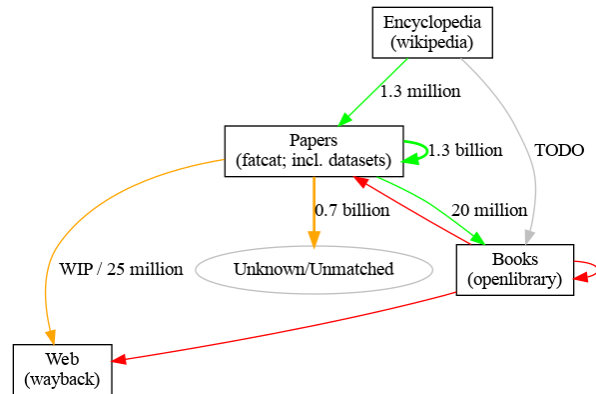 Encyclopedia
(wikipedia)
1.3 million
Papers
(fatcat; incl. datasets)
1.3 billion
TODO
0.7 billion
20 million
WIP / 25 million
Unknown/Unmatched
Books
(openlibrary)
Web
(wayback)